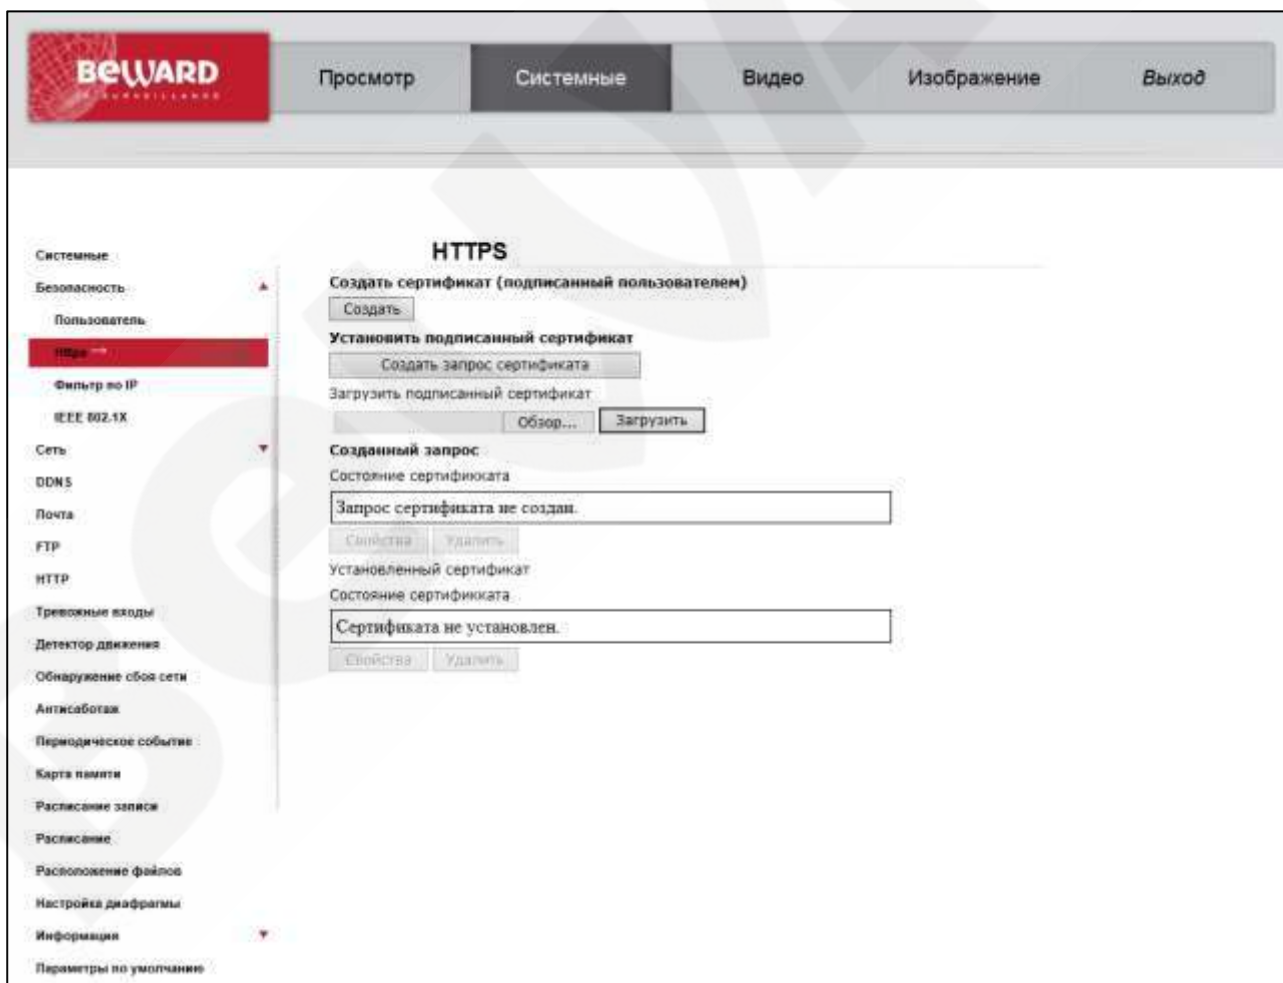 BEWARD
Просмотр
Системные
Видео
Изображение
Выход
Системные
Безопасность
Пользователь
Https →
Фильтр по IP
IEEE 802.1X
Сеть
DDNS
Почта
FTP
HTTP
Тревожные входы
Детектор движения
Обнаружение сбоя сети
Антисаботаж
Периодическое событие
Карта памяти
Расписание записи
Расписание
Расположение файлов
Настройка диафрагмы
Информация
Параметры по умолчанию
HTTPS
Создать сертификат (подписанный пользователем)
Создать
Установить подписанный сертификат
Создать запрос сертификата
Загрузить подписанный сертификат
Обзор... Загрузить
Созданный запрос
Состояние сертификката
Запрос сертификата не создан.
Свойства Удалить
Установленный сертификат
Состояние сертификката
Сертификата не установлен.
Свойства Удалить